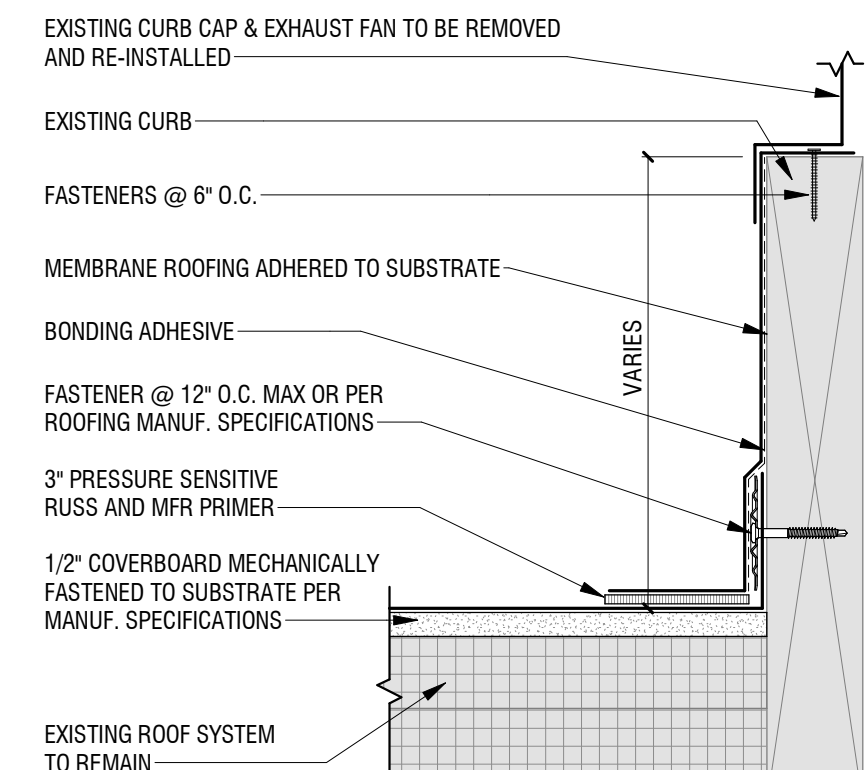 EXISTING CURB CAP & EXHAUST FAN TO BE REMOVED
AND RE-INSTALLED
EXISTING CURB
FASTENERS @ 6" O.C.
MEMBRANE ROOFING ADHERED TO SUBSTRATE
BONDING ADHESIVE
FASTENER @ 12" O.C. MAX OR PER
ROOFING MANUF. SPECIFICATIONS
3" PRESSURE SENSITIVE
RUSS AND MFR PRIMER
1/2" COVERBOARD MECHANICALLY
FASTENED TO SUBSTRATE PER
MANUF. SPECIFICATIONS
EXISTING ROOF SYSTEM
TO REMAIN
VARIES